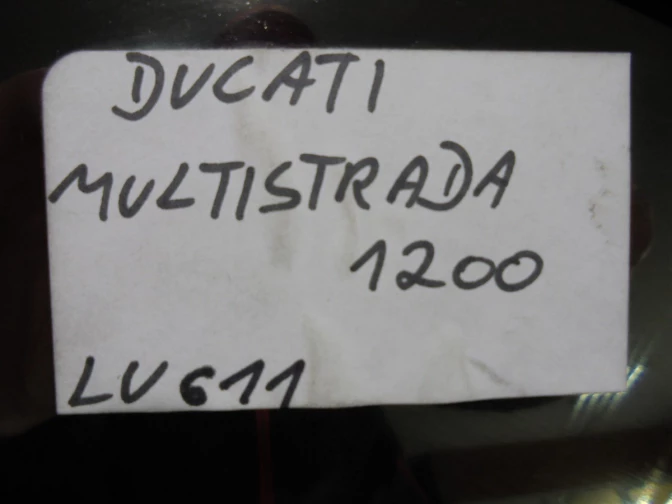 DUCATI
MULTISTRADA
1200
LV611